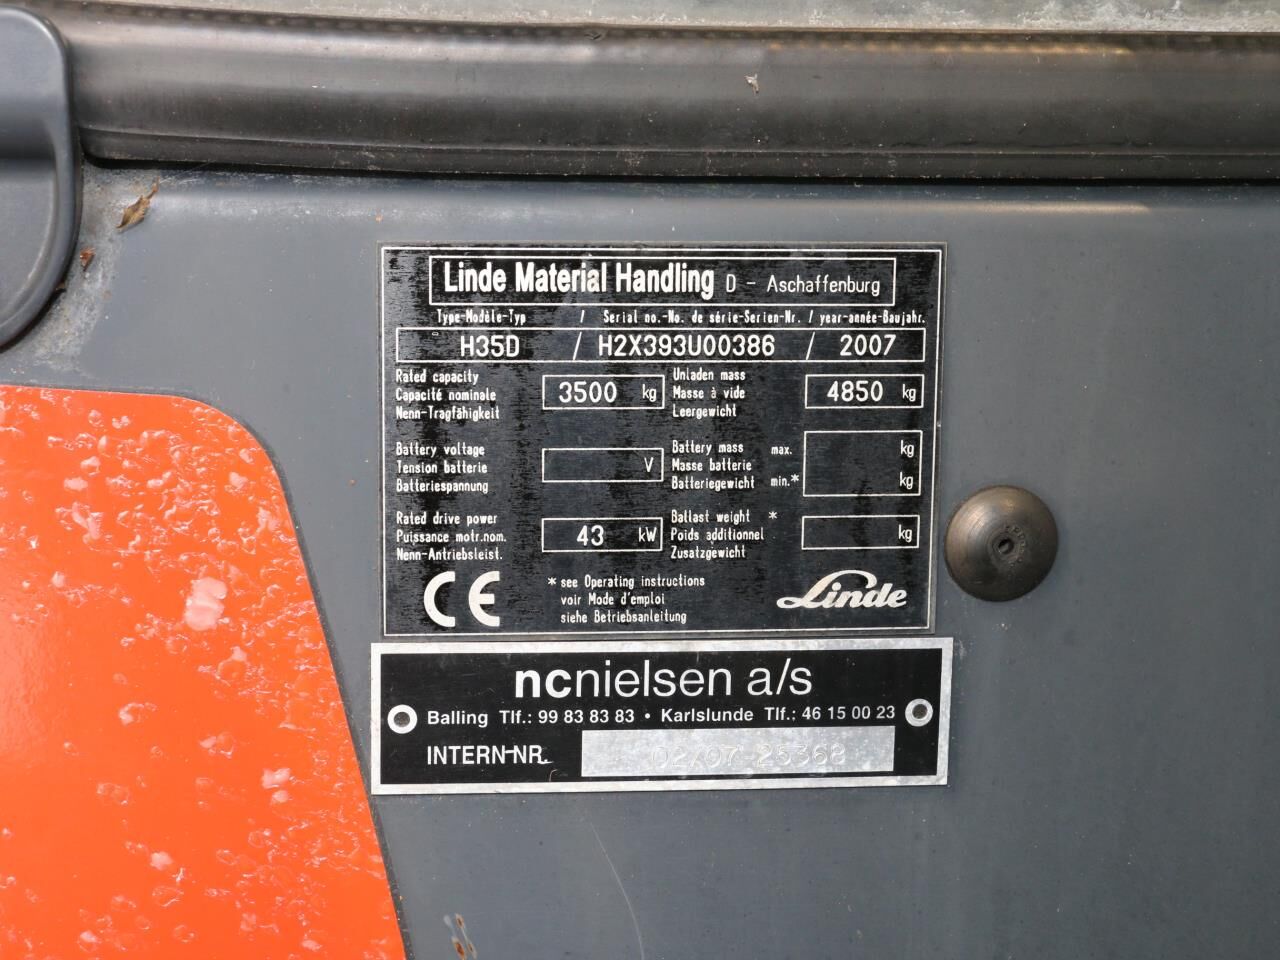 Linde Material Handling D - Aschaffenburg
Type-Modèle-Typ / Serial no.-No. de série-Serien-Nr. / year-année-Baujahr.
H35D / H2X393U00386 / 2007
Rated capacity
Capacité nominale
Nenn-Tragfähigkeit
3500 kg
Unladen mass
Masse à vide
Leergewicht
4850 kg
Battery voltage
Tension batterie
Batteriespannung
V
Battery mass max.
Masse batterie
Batteriegewicht min.*
kg
kg
Rated drive power
Puissance motr.nom.
Nenn-Antriebsleist.
43 kW
Ballast weight *
Poids additionnel
Zusatzgewicht
kg
CE
* see Operating instructions
voir Mode d'emploi
siehe Betriebsanleitung
Linde
ncnielsen a/s
Balling Tlf.: 99 83 83 83 • Karlslunde Tlf.: 46 15 00 23
INTERN-NR. 02/07-25368